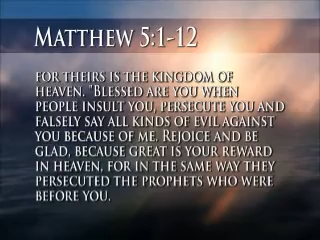 Matthew 5:1-12
for theirs is the kingdom of
heaven. "Blessed are you when
people insult you, persecute you and
falsely say all kinds of evil against
you because of me. Rejoice and be
glad, because great is your reward
in heaven, for in the same way they
persecuted the prophets who were
before you.